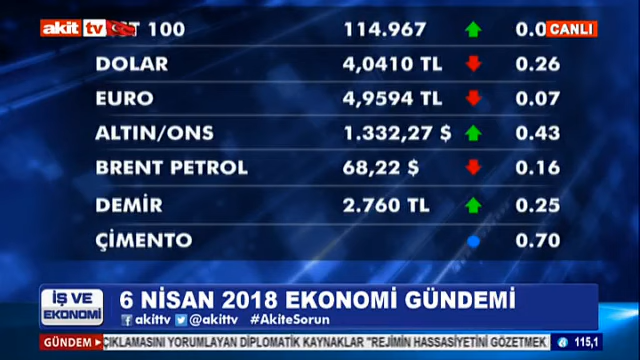 akit tv 100 114.967 0.0 CANLI
DOLAR 4,0410 TL 0.26
EURO 4,9594 TL 0.07
ALTIN/ONS 1.332,27 $ 0.43
BRENT PETROL 68,22 $ 0.16
DEMİR 2.760 TL 0.25
ÇİMENTO 0.70
İŞ VE EKONOMİ
6 NİSAN 2018 EKONOMİ GÜNDEMİ
akittv @akittv #AkiteSorun
GÜNDEM ÇIKLAMASINI YORUMLAYAN DİPLOMATİK KAYNAKLAR "REJİMİN HASSASİYETİNİ GÖZETMEK 115,1